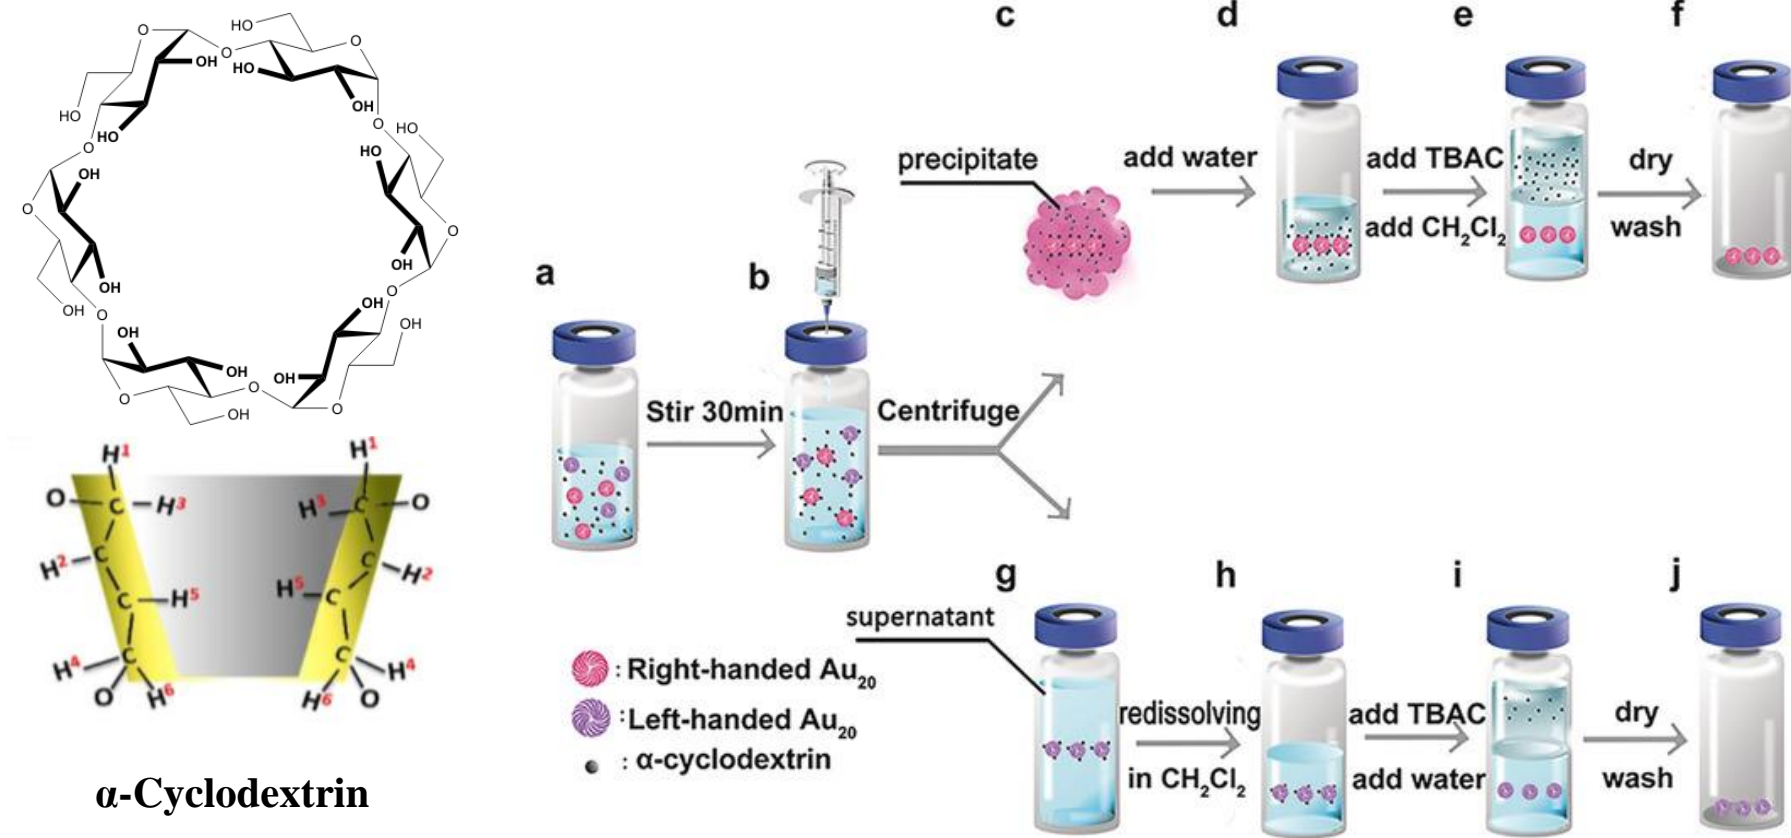 HO
O
O
O
OH
HO
OH
HO
HO
O
HO
HO
O
OH
HO
O
OH
O
OH
OH
OH
O
O
OH
OH
OH
OH
OH
O
O
OH
O
OH
H1 H1
O C H3 H3 C O
H2 C C H2
C H5 H5 C
H4 C C H4
O H6 H6 O
α-Cyclodextrin
a
b
c
d
e
f
Stir 30min
Centrifuge
precipitate
add water
add TBAC
add CH2Cl2
dry
wash
g
h
i
j
supernatant
redissolving
in CH2Cl2
add TBAC
add water
dry
wash
: Right-handed Au20
: Left-handed Au20
: α-cyclodextrin